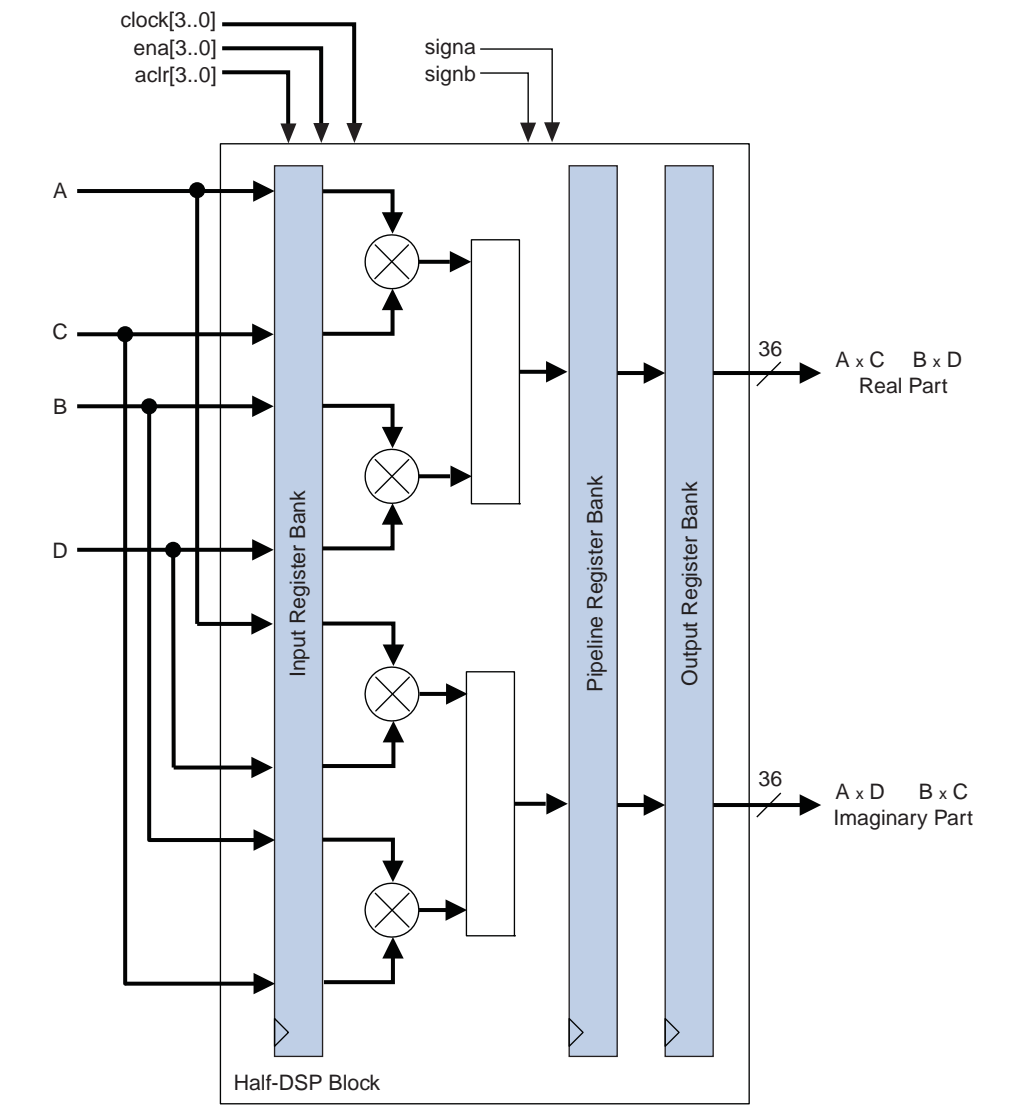 clock[3..0]
ena[3..0]
aclr[3..0]
signa
signb
A
C
B
D
Input Register Bank
Pipeline Register Bank
Output Register Bank
36
A x C B x D
Real Part
36
A x D B x C
Imaginary Part
Half-DSP Block